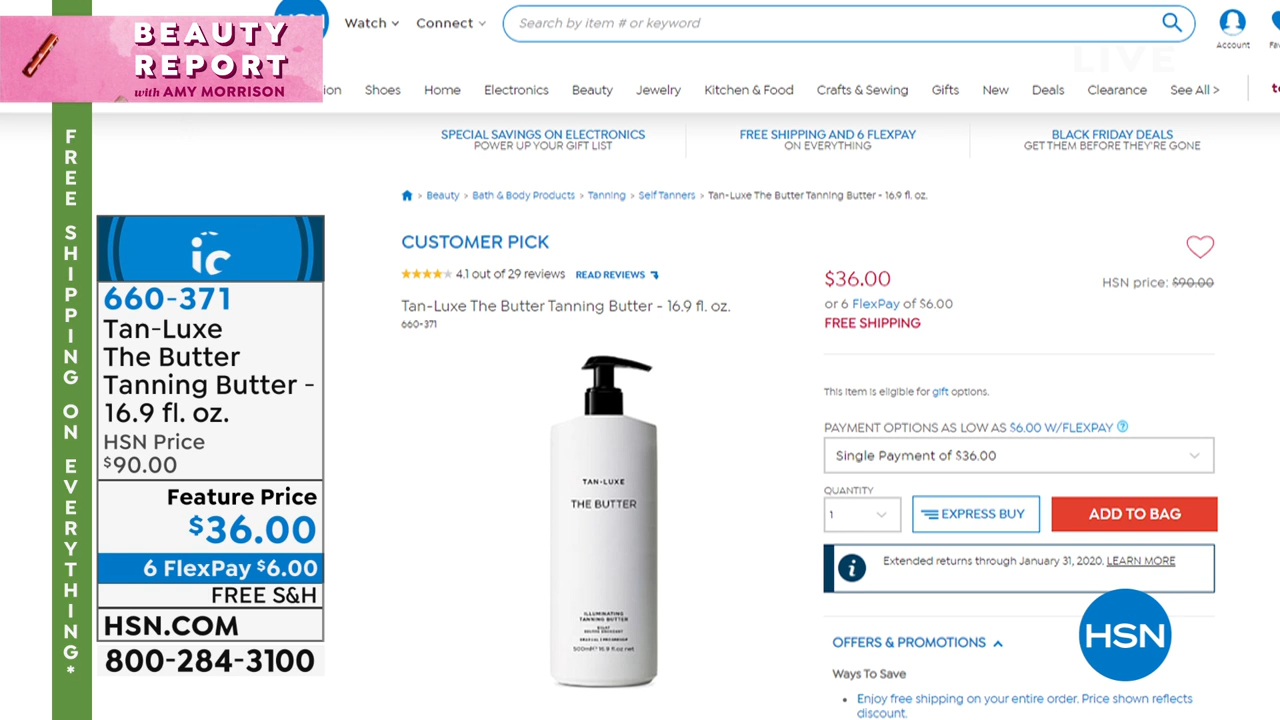 BEAUTY
REPORT
with AMY MORRISON
HSN
Watch
Connect
Search by item # or keyword
Account
LIVE
Shoes
Home
Electronics
Beauty
Jewelry
Kitchen & Food
Crafts & Sewing
Gifts
New
Deals
Clearance
See All >
SPECIAL SAVINGS ON ELECTRONICS
POWER UP YOUR GIFT LIST
FREE SHIPPING AND 6 FLEXPAY
ON EVERYTHING
BLACK FRIDAY DEALS
GET THEM BEFORE THEY'RE GONE
FREE SHIPPING ON EVERYTHING*
> Beauty > Bath & Body Products > Tanning > Self Tanners > Tan-Luxe The Butter Tanning Butter - 16.9 fl. oz.
ic
660-371
Tan-Luxe
The Butter
Tanning Butter -
16.9 fl. oz.
HSN Price
$90.00
Feature Price
$36.00
6 FlexPay $6.00
FREE S&H
HSN.COM
800-284-3100
CUSTOMER PICK
4.1 out of 29 reviews READ REVIEWS
Tan-Luxe The Butter Tanning Butter - 16.9 fl. oz.
660-371
TAN-LUXE
THE BUTTER
ILLUMINATING
TANNING BUTTER
500ml℮ 16.9 fl.oz net
$36.00
HSN price: $90.00
or 6 FlexPay of $6.00
FREE SHIPPING
This item is eligible for gift options.
PAYMENT OPTIONS AS LOW AS $6.00 W/FLEXPAY ?
Single Payment of $36.00
QUANTITY
1
EXPRESS BUY
ADD TO BAG
i
Extended returns through January 31, 2020. LEARN MORE
HSN
OFFERS & PROMOTIONS
Ways To Save
• Enjoy free shipping on your entire order. Price shown reflects
discount.